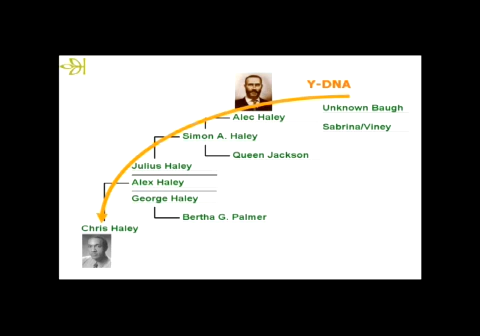 Y-DNA
Unknown Baugh
Alec Haley
Sabrina/Viney
Simon A. Haley
Queen Jackson
Julius Haley
Alex Haley
George Haley
Bertha G. Palmer
Chris Haley